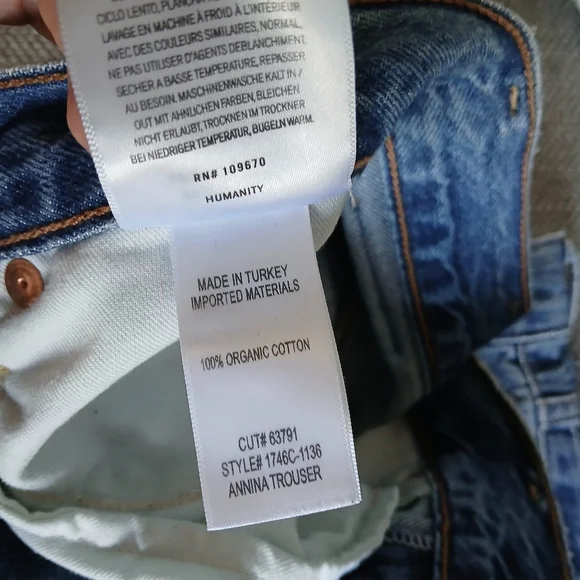 CICLO LENTO, PLANCHA
LAVAGE EN MACHINE À FROID À L'INTÉRIEUR
AVEC DES COULEURS SIMILAIRES, NORMAL,
NE PAS UTILISER D'AGENTS DEBLANCHIMENT,
SECHER A BASSE TEMPERATURE, REPASSER
AU BESOIN. MASCHINENWASCHE KALT IN /
OUT MIT AHNLICHEN FARBEN, BLEICHEN
NICHT ERLAUBT, TROCKNEN IM TROCKNER
BEI NIEDRIGER TEMPERATUR, BUGELN WARM.
RN# 109670
HUMANITY
MADE IN TURKEY
IMPORTED MATERIALS
100% ORGANIC COTTON
CUT# 63791
STYLE# 1746C-1136
ANNINA TROUSER